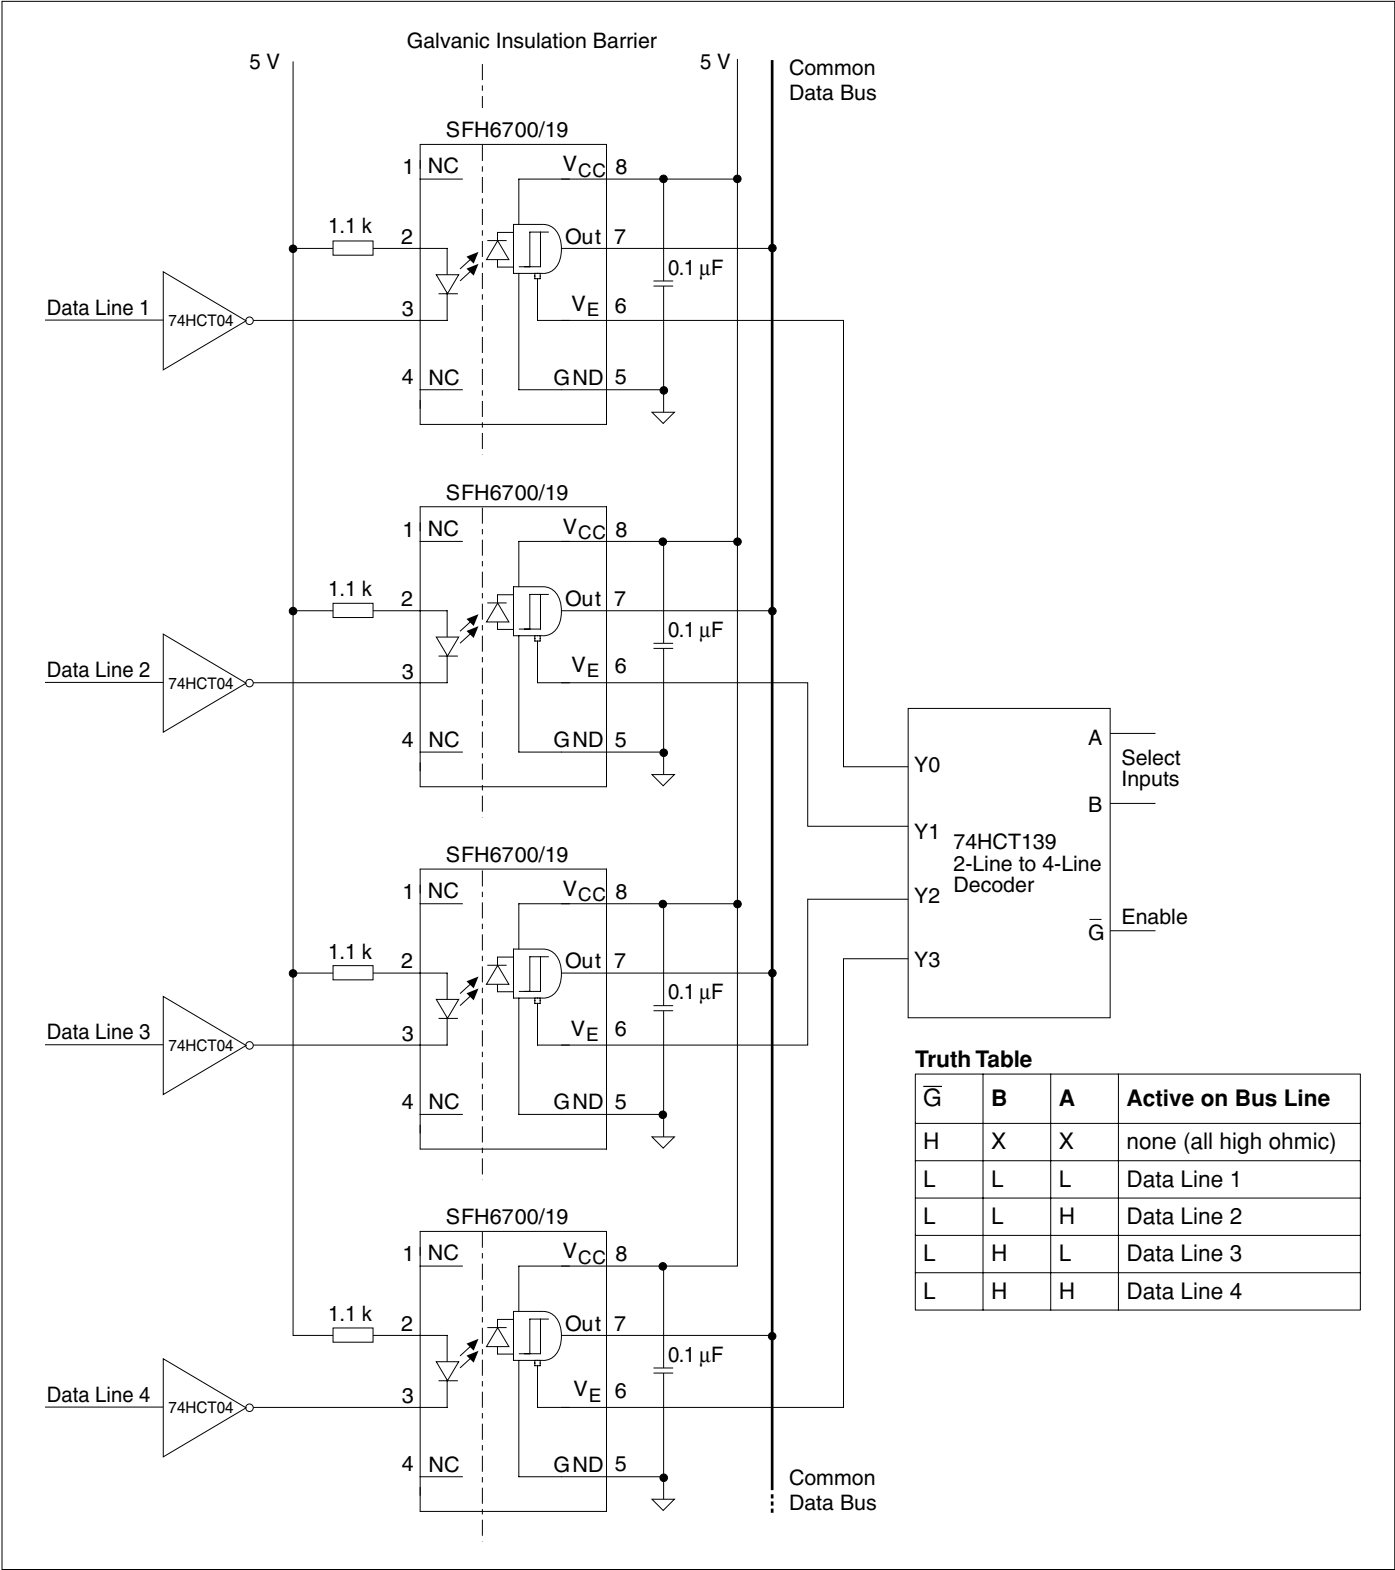 Galvanic Insulation Barrier
5 V
5 V
Common
Data Bus
SFH6700/19
1 NC
VCC 8
1.1 k
2
Out 7
0.1 µF
Data Line 1
74HCT04
3
VE 6
4 NC
GND 5
SFH6700/19
1 NC
VCC 8
1.1 k
2
Out 7
0.1 µF
Data Line 2
74HCT04
3
VE 6
4 NC
GND 5
SFH6700/19
1 NC
VCC 8
1.1 k
2
Out 7
0.1 µF
Data Line 3
74HCT04
3
VE 6
4 NC
GND 5
SFH6700/19
1 NC
VCC 8
1.1 k
2
Out 7
0.1 µF
Data Line 4
74HCT04
3
VE 6
4 NC
GND 5
Common
Data Bus
A
Select
Inputs
B
Y0
Y1
Y2
Y3
74HCT139
2-Line to 4-Line
Decoder
G̅
Enable
Truth Table
G̅ B A Active on Bus Line
H X X none (all high ohmic)
L L L Data Line 1
L L H Data Line 2
L H L Data Line 3
L H H Data Line 4